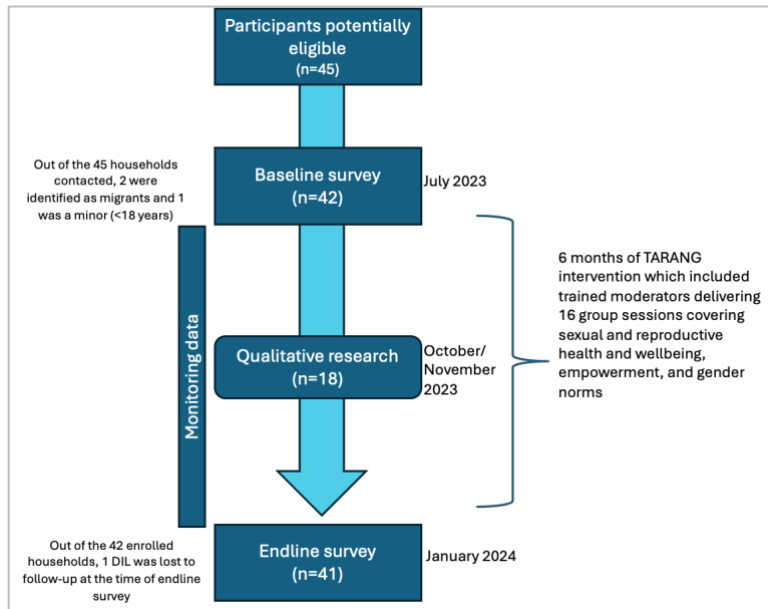 Participants potentially
eligible
(n=45)
Out of the 45 households
contacted, 2 were
identified as migrants and 1
was a minor (<18 years)
Baseline survey
(n=42)
July 2023
Monitoring data
Qualitative research
(n=18)
October/
November
2023
6 months of TARANG
intervention which included
trained moderators delivering
16 group sessions covering
sexual and reproductive
health and wellbeing,
empowerment, and gender
norms
Out of the 42 enrolled
households, 1 DIL was lost to
follow-up at the time of endline
survey
Endline survey
(n=41)
January 2024